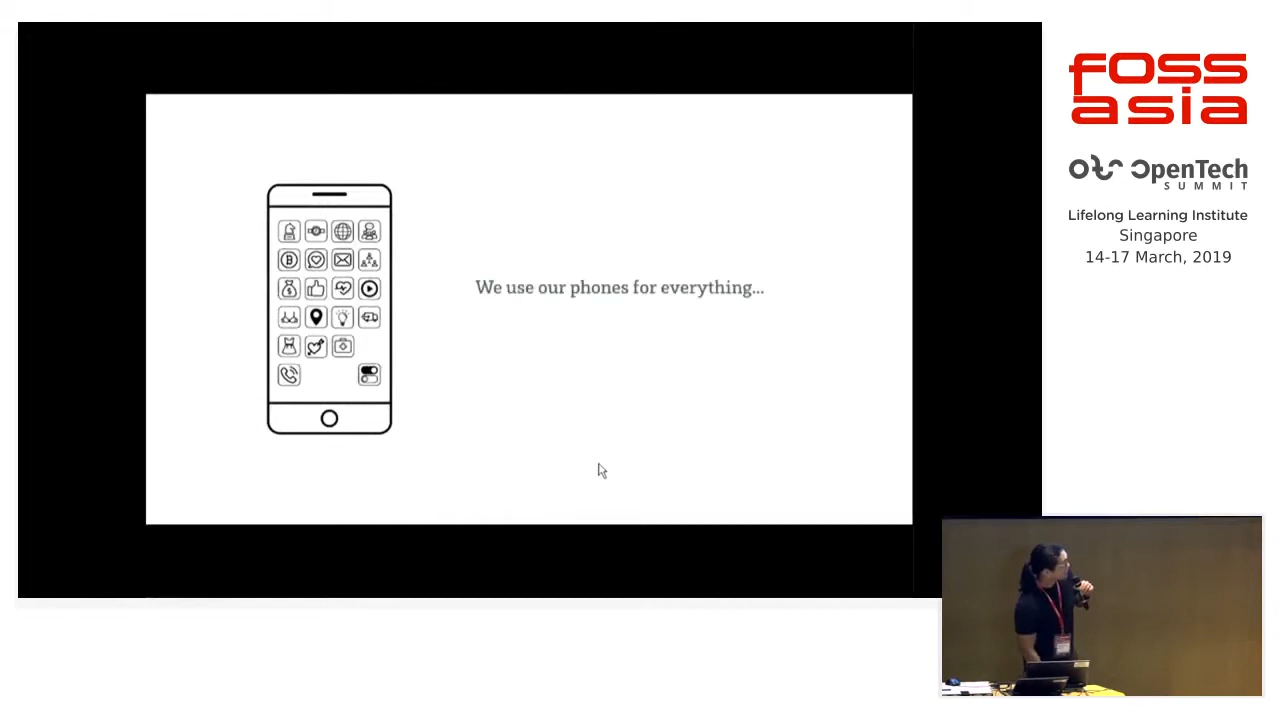 We use our phones for everything...
fOSS
asia
OpenTech
SUMMIT
Lifelong Learning Institute
Singapore
14-17 March, 2019